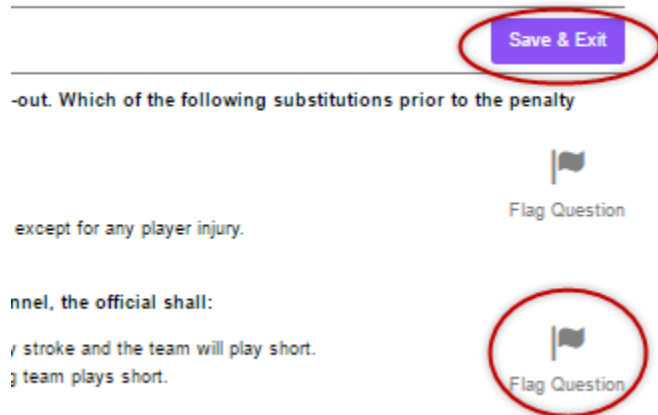 Save & Exit
-out. Which of the following substitutions prior to the penalty
Flag Question
except for any player injury.
nnel, the official shall:
y stroke and the team will play short.
g team plays short.
Flag Question